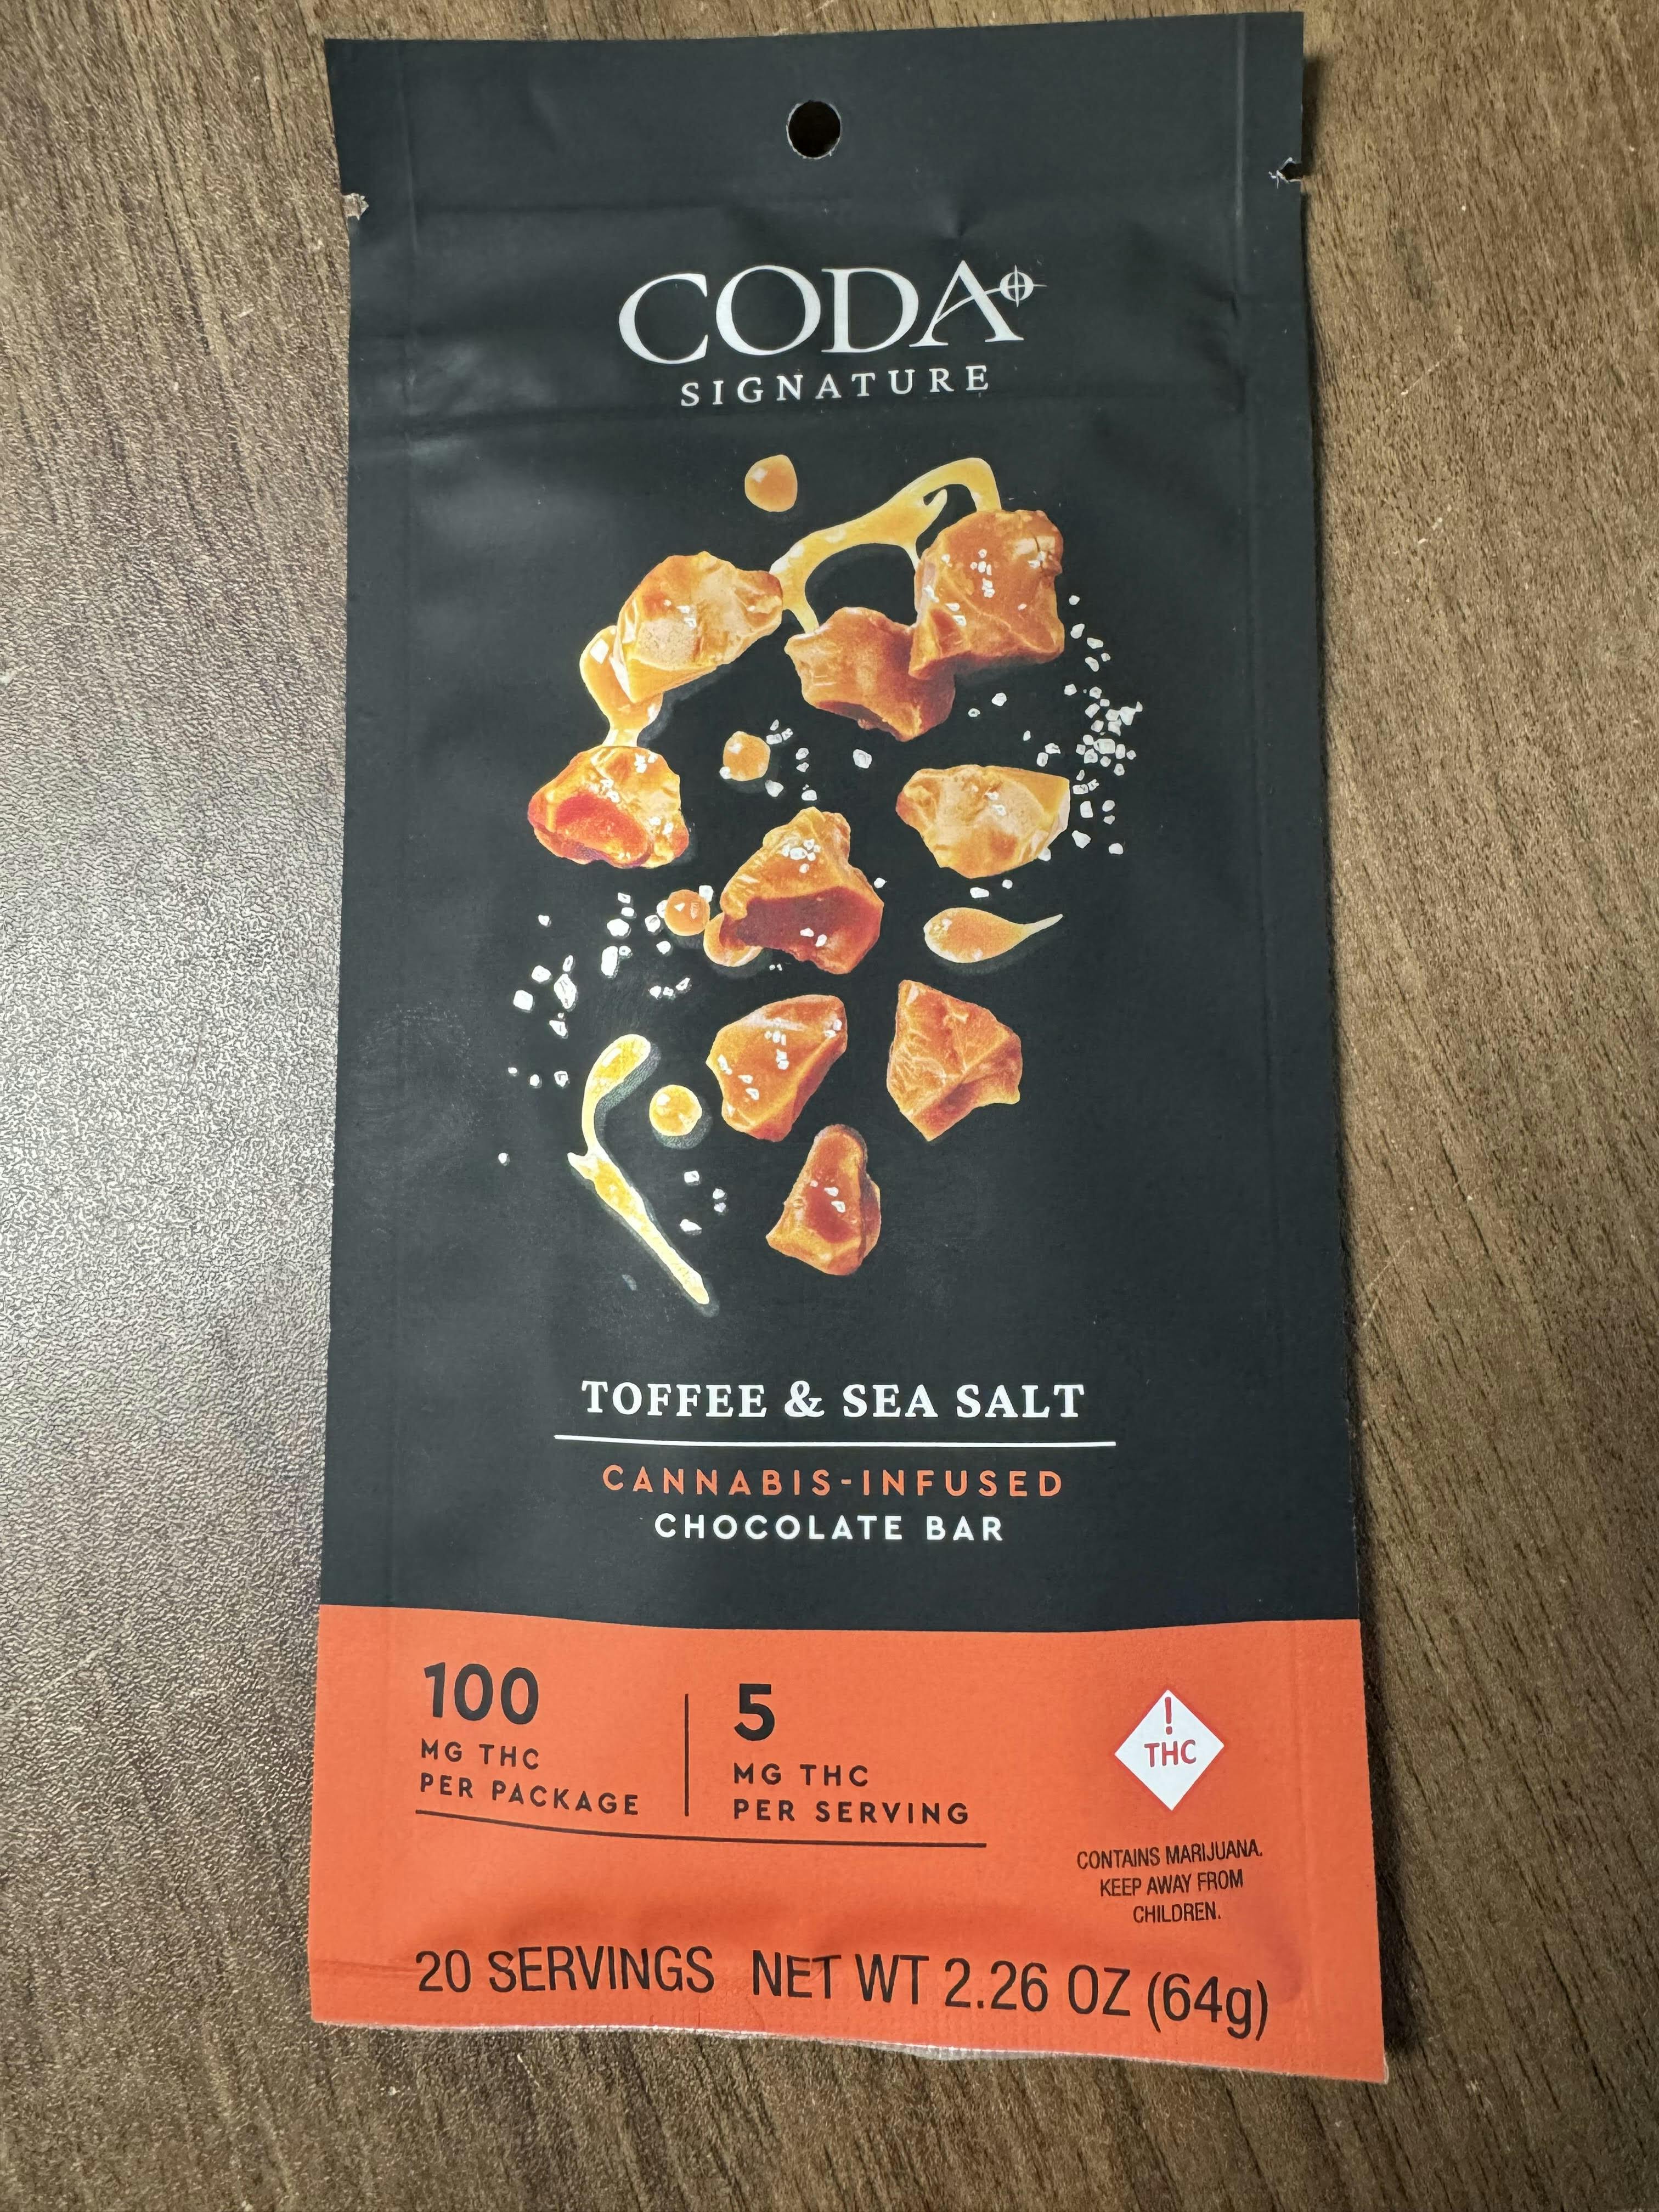 CODA
SIGNATURE
TOFFEE & SEA SALT
CANNABIS-INFUSED
CHOCOLATE BAR
100
MG THC
PER PACKAGE
5
MG THC
PER SERVING
!
THC
CONTAINS MARIJUANA.
KEEP AWAY FROM
CHILDREN.
20 SERVINGS NET WT 2.26 OZ (64g)